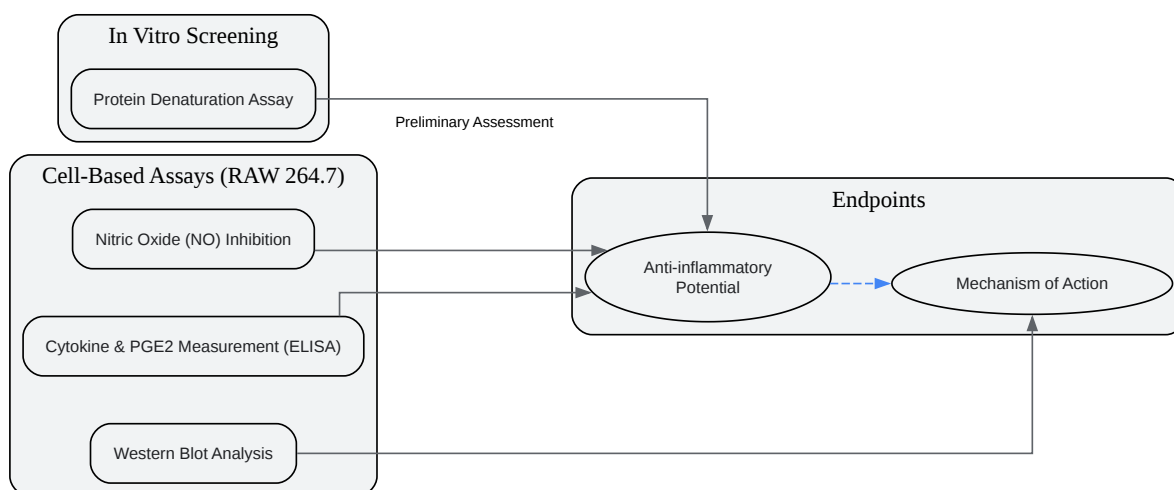 In Vitro Screening
Protein Denaturation Assay
Preliminary Assessment
Cell-Based Assays (RAW 264.7)
Nitric Oxide (NO) Inhibition
Cytokine & PGE2 Measurement (ELISA)
Western Blot Analysis
Endpoints
Anti-inflammatory
Potential
Mechanism of Action